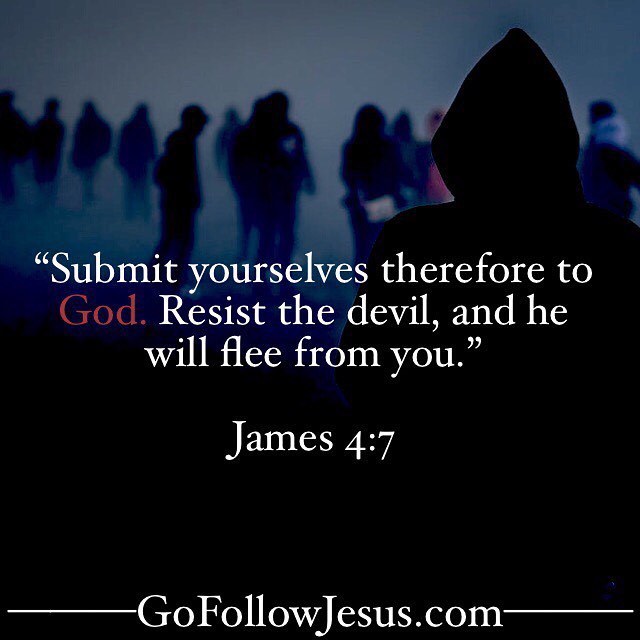 “Submit yourselves therefore to
God. Resist the devil, and he
will flee from you.”
James 4:7
GoFollowJesus.com